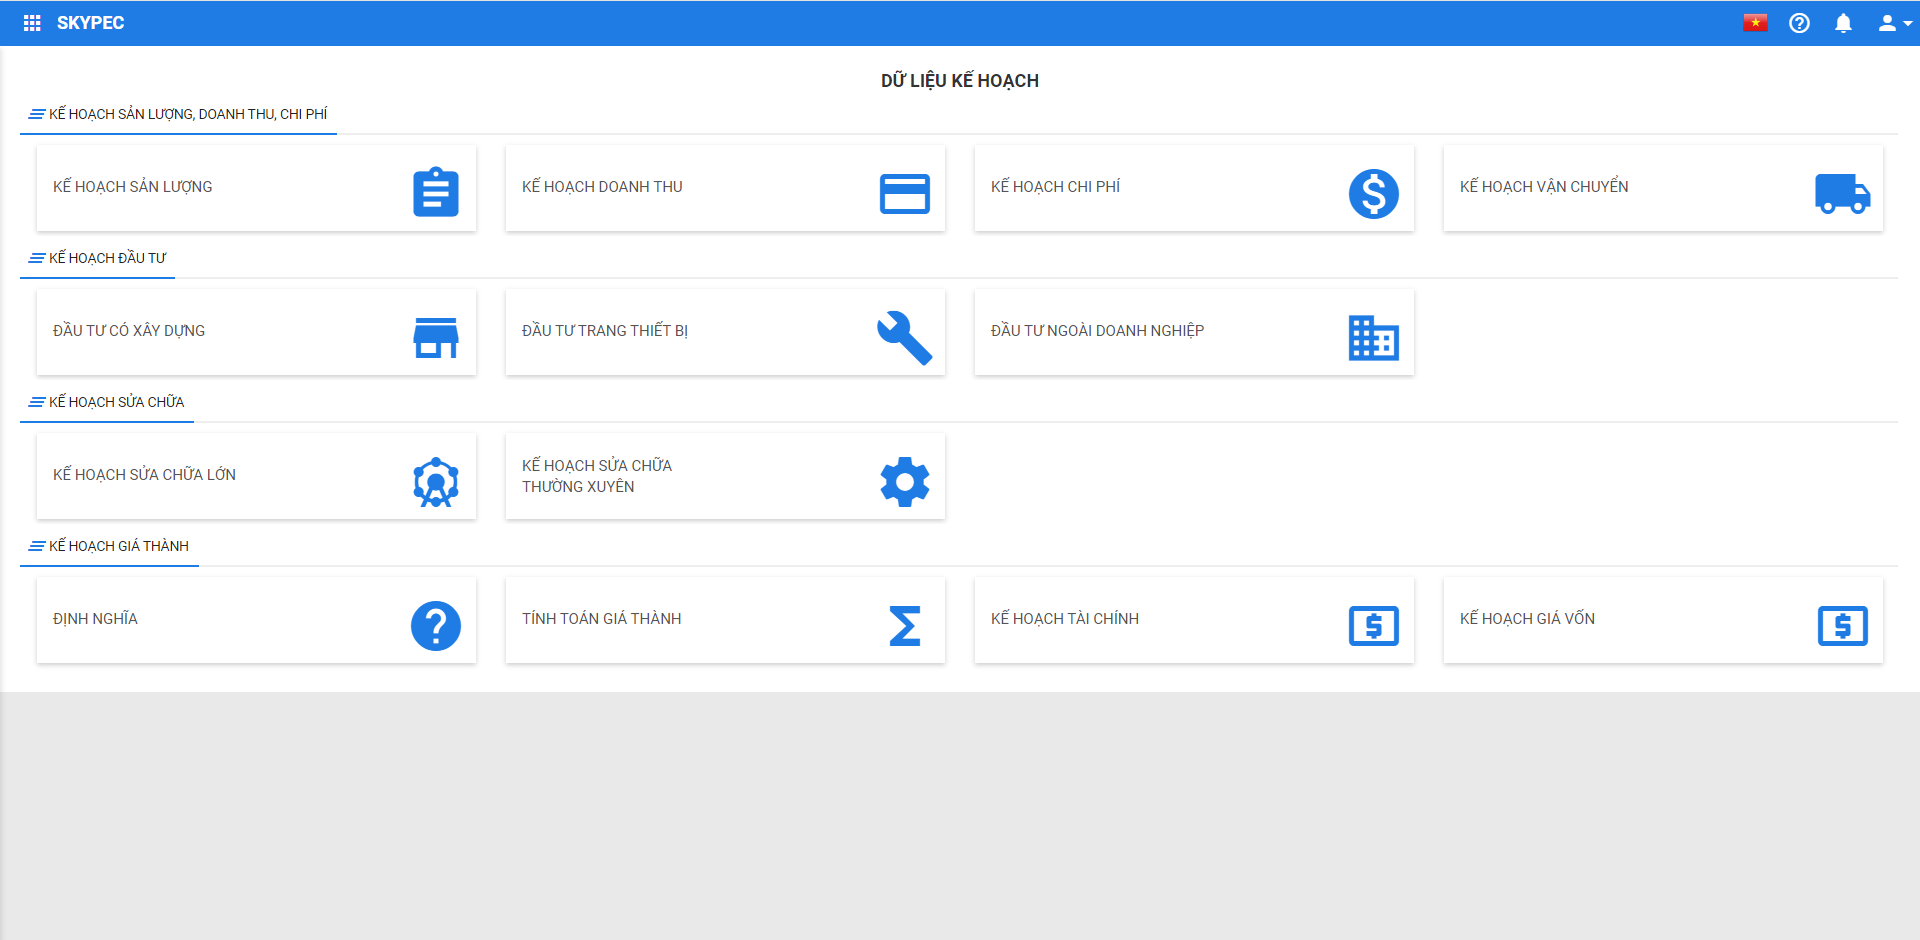 SKYPEC
DỮ LIỆU KẾ HOẠCH
KẾ HOẠCH SẢN LƯỢNG, DOANH THU, CHI PHÍ
KẾ HOẠCH SẢN LƯỢNG
KẾ HOẠCH DOANH THU
KẾ HOẠCH CHI PHÍ
KẾ HOẠCH VẬN CHUYỂN
KẾ HOẠCH ĐẦU TƯ
ĐẦU TƯ CÓ XÂY DỰNG
ĐẦU TƯ TRANG THIẾT BỊ
ĐẦU TƯ NGOÀI DOANH NGHIỆP
KẾ HOẠCH SỬA CHỮA
KẾ HOẠCH SỬA CHỮA LỚN
KẾ HOẠCH SỬA CHỮA
THƯỜNG XUYÊN
KẾ HOẠCH GIÁ THÀNH
ĐỊNH NGHĨA
TÍNH TOÁN GIÁ THÀNH
KẾ HOẠCH TÀI CHÍNH
KẾ HOẠCH GIÁ VỐN